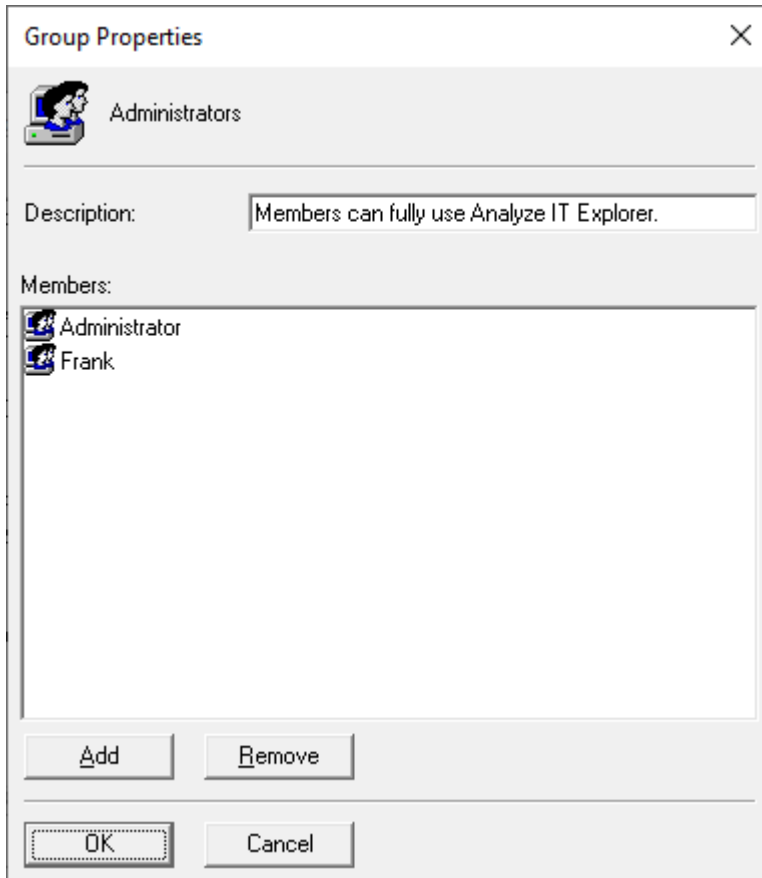 Group Properties
Administrators
Description: Members can fully use Analyze IT Explorer.
Members:
Administrator
Frank
Add Remove
OK Cancel